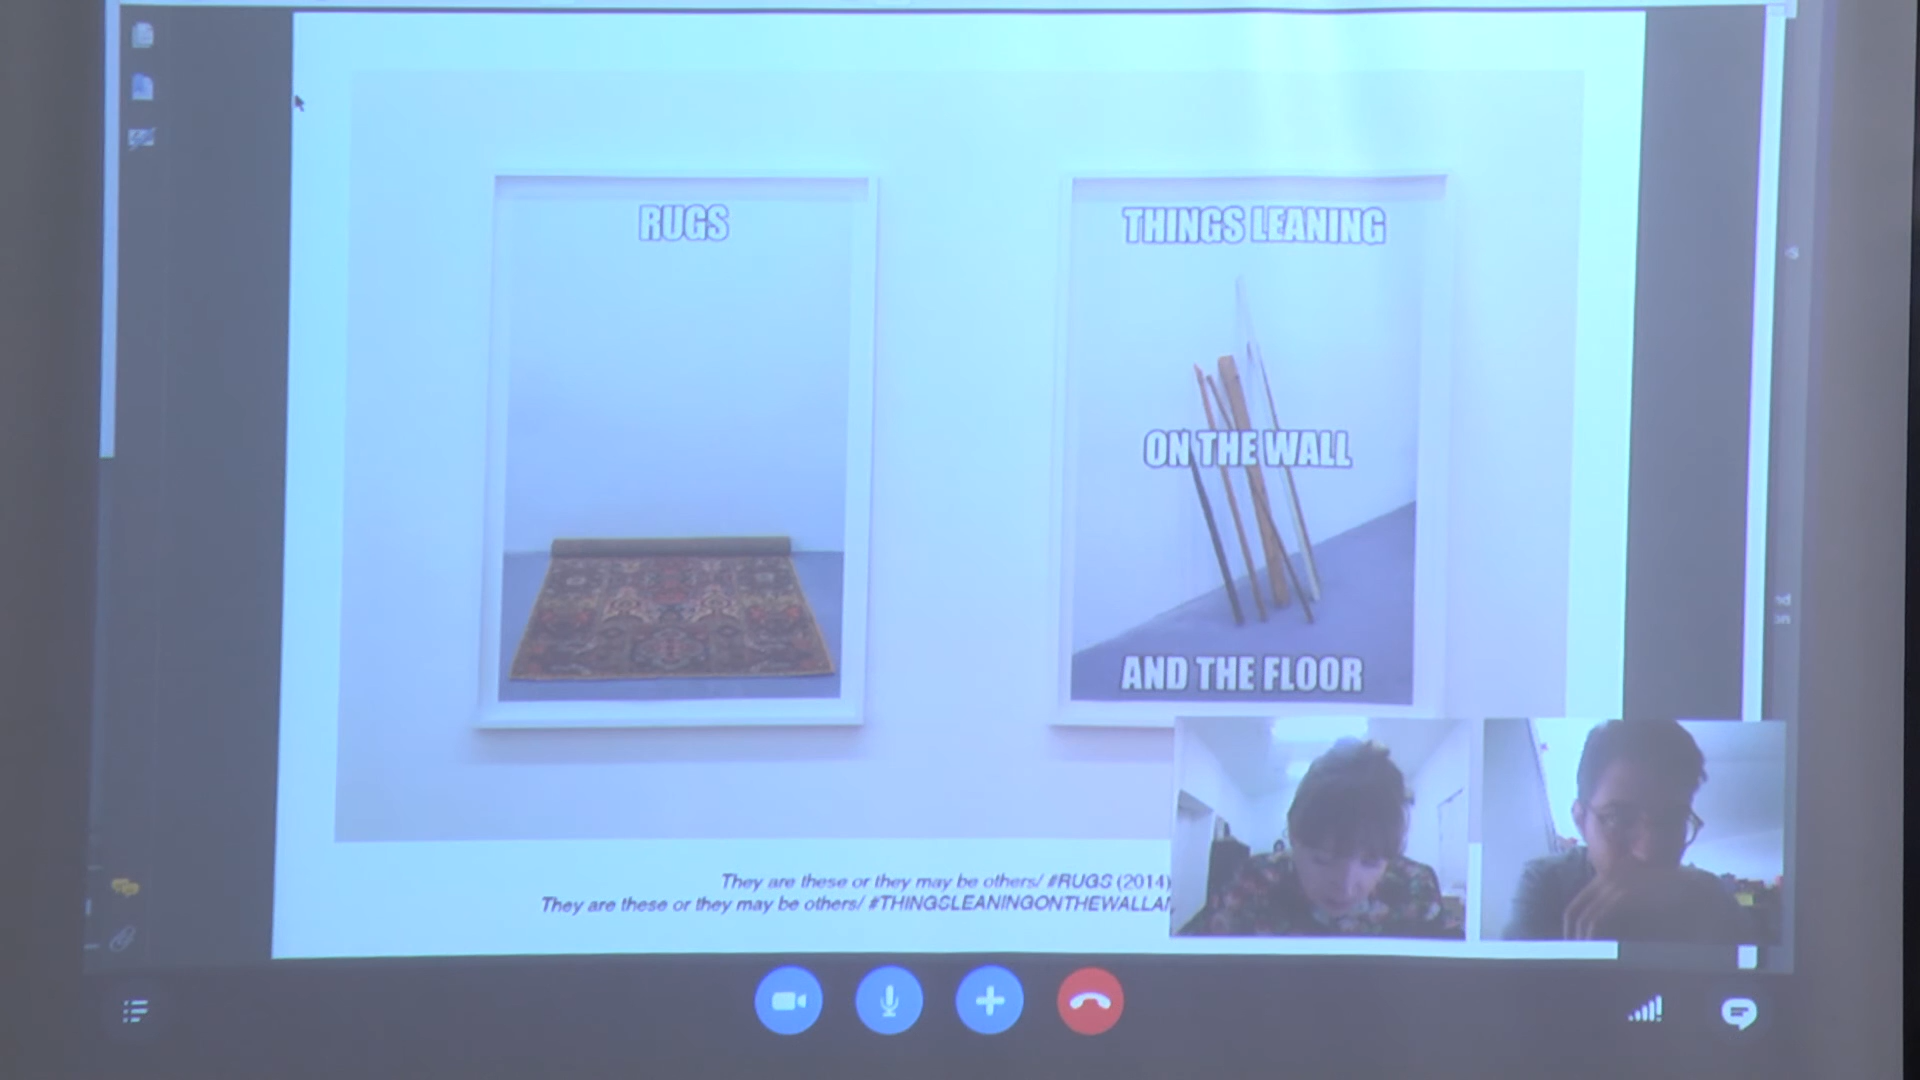 RUGS
THINGS LEANING
ON THE WALL
AND THE FLOOR
They are these or they may be others/ #RUGS (2014)
They are these or they may be others/ #THINGSLEANINGONTHEWALLA